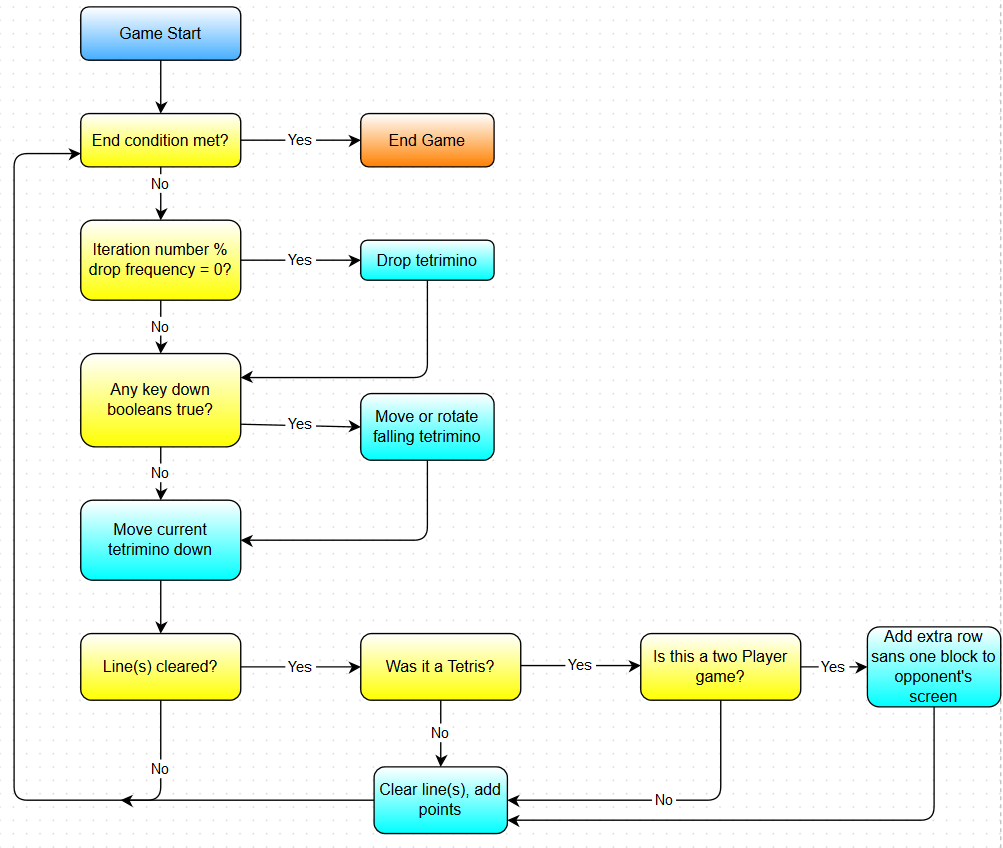 Game Start
End condition met?
Yes
End Game
No
Iteration number %
drop frequency = 0?
Yes
Drop tetrimino
No
Any key down
booleans true?
Yes
Move or rotate
falling tetrimino
No
Move current
tetrimino down
Line(s) cleared?
Yes
Was it a Tetris?
Yes
Is this a two Player
game?
Yes
Add extra row
sans one block to
opponent's
screen
No
No
Clear line(s), add
points
No